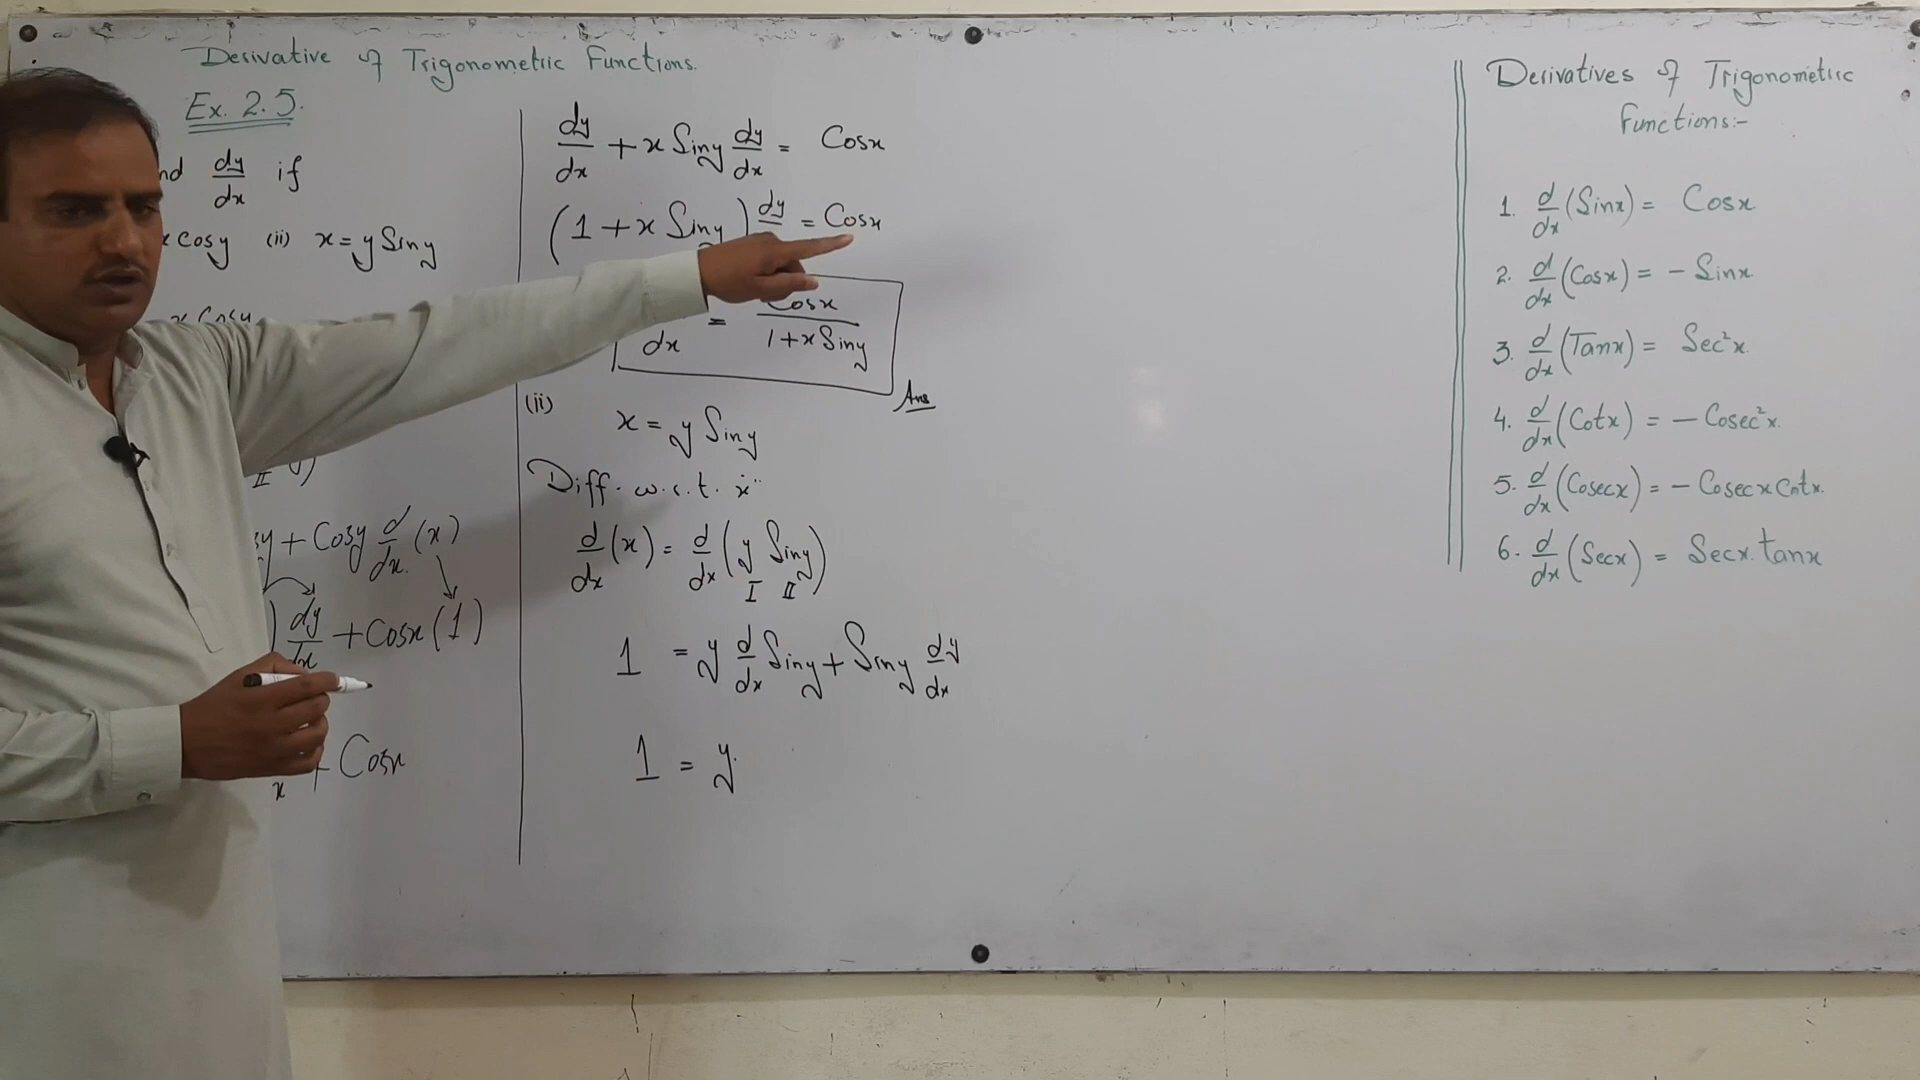 Derivative of Trigonometric Functions.
Ex. 2.5.
dy/dx if
x Cosy (ii) x = y Siny
x Cosy
II
+ Cosy d/dx (x)
) dy/dx + Cosx (1)
+ Cosx
dy/dx + x Siny dy/dx = Cosx
(1 + x Siny) dy = Cosx
dx = Cosx / 1+x Siny
Ans
(ii) x = y Siny
Diff. w.r.t. "x"
d/dx (x) = d/dx (y Siny)
I II
1 = y d/dx Siny + Siny dy/dx
1 = y
Derivatives of Trigonometric
Functions:-
1. d/dx (Sinx) = Cosx
2. d/dx (Cosx) = - Sinx
3. d/dx (Tanx) = Sec²x.
4. d/dx (Cotx) = - Cosec²x.
5. d/dx (Cosecx) = - Cosecx Cotx.
6. d/dx (Secx) = Secx. tanx